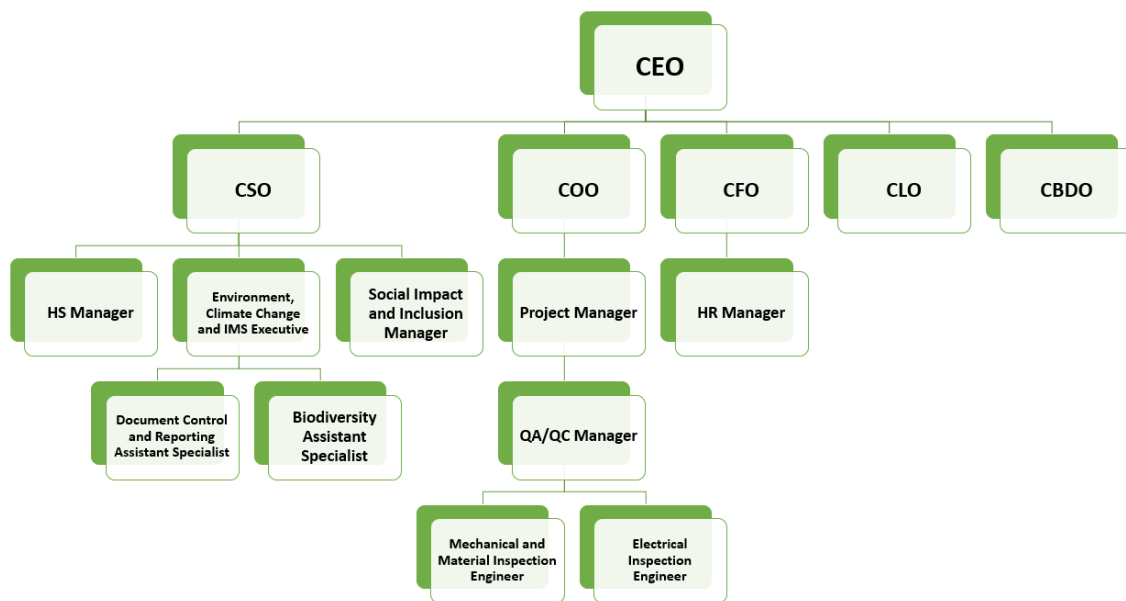 CEO
CSO
COO
CFO
CLO
CBDO
HS Manager
Environment,
Climate Change
and IMS Executive
Social Impact
and Inclusion
Manager
Project Manager
HR Manager
Document Control
and Reporting
Assistant Specialist
Biodiversity
Assistant
Specialist
QA/QC Manager
Mechanical and
Material Inspection
Engineer
Electrical
Inspection
Engineer